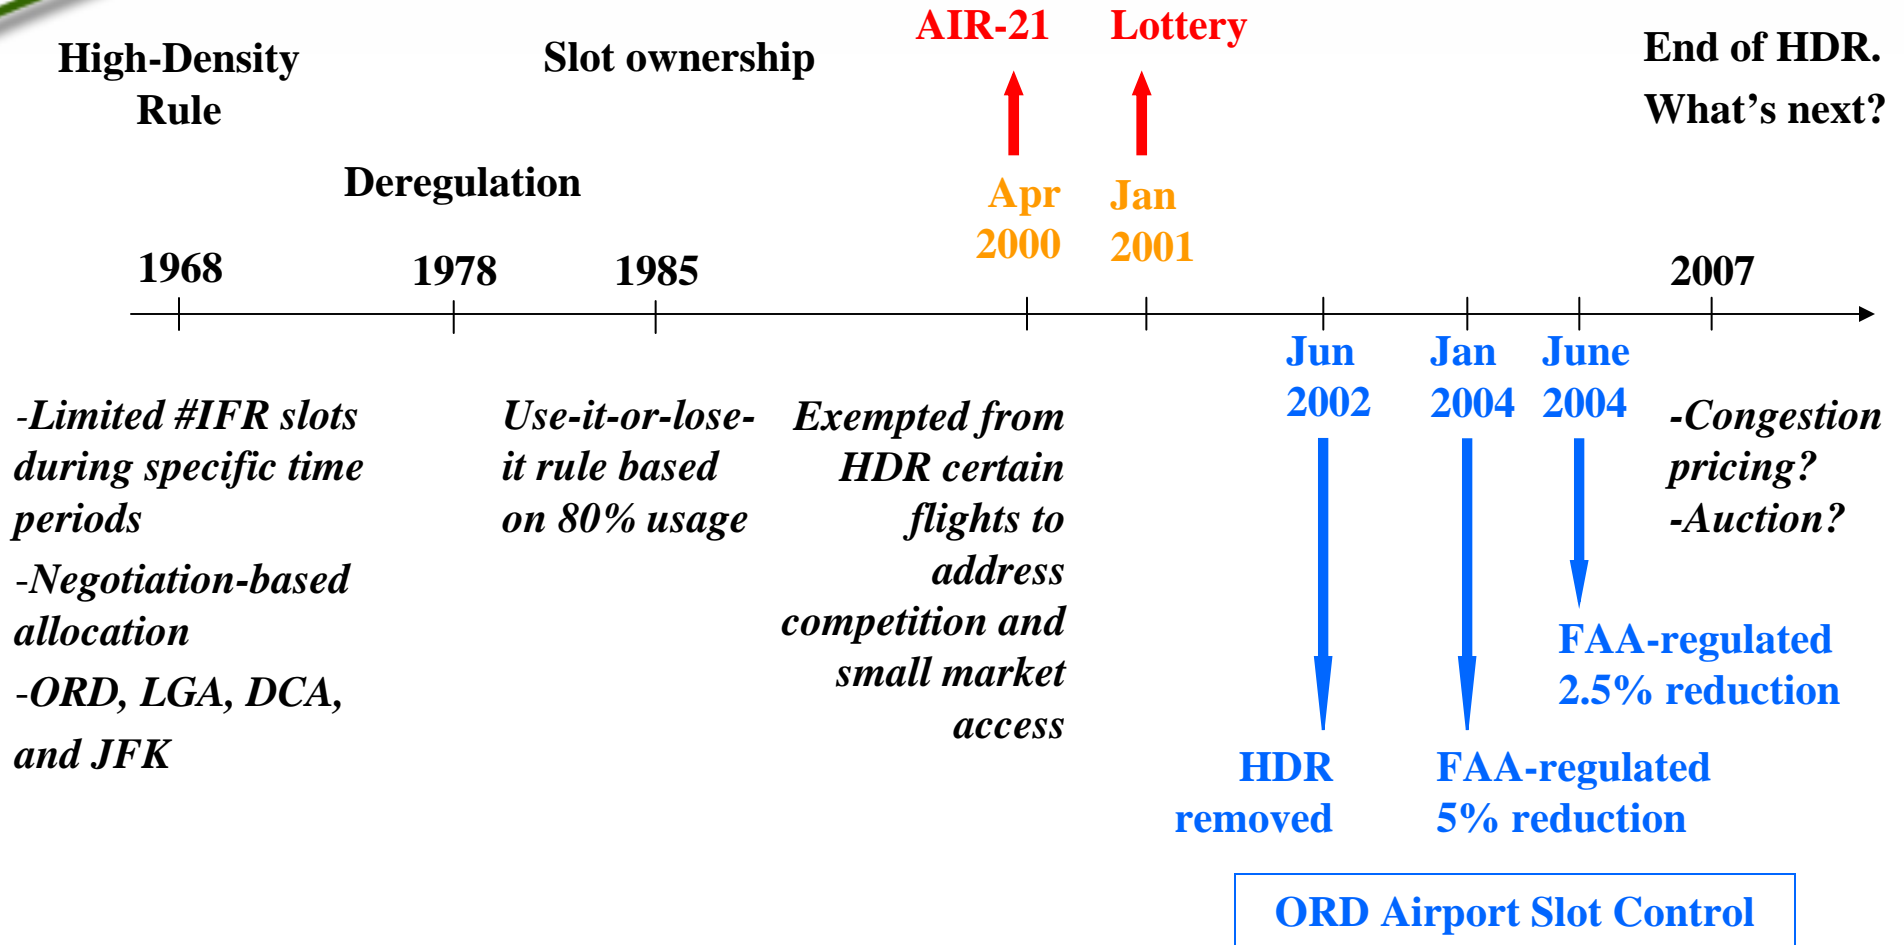 High-Density
Rule
Deregulation
Slot ownership
AIR-21
Lottery
End of HDR.
What's next?
Apr
2000
Jan
2001
1968
1978
1985
2007
Jun
2002
Jan
2004
June
2004
-Limited #IFR slots
during specific time
periods
-Negotiation-based
allocation
-ORD, LGA, DCA,
and JFK
Use-it-or-lose-
it rule based
on 80% usage
Exempted from
HDR certain
flights to
address
competition and
small market
access
-Congestion
pricing?
-Auction?
HDR
removed
FAA-regulated
5% reduction
FAA-regulated
2.5% reduction
ORD Airport Slot Control